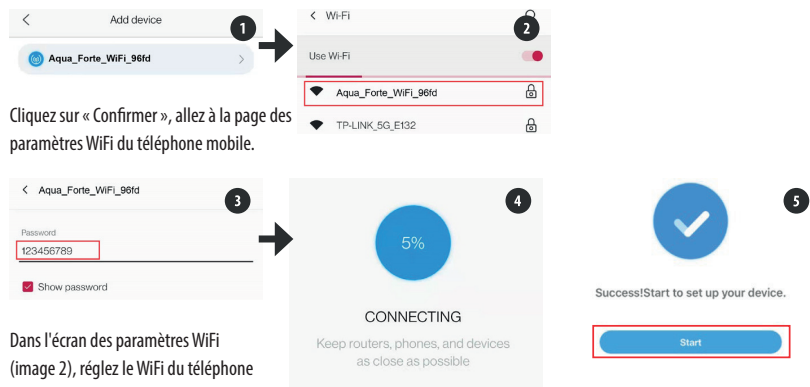 Add device
1
Aqua_Forte_WiFi_96fd
Wi-Fi
2
Use Wi-Fi
Aqua_Forte_WiFi_96fd
TP-LINK_5G_E132
Cliquez sur « Confirmer », allez à la page des
paramètres WiFi du téléphone mobile.
Aqua_Forte_WiFi_96fd
3
Password
123456789
Show password
4
5%
CONNECTING
Keep routers, phones, and devices
as close as possible
5
Success!Start to set up your device.
Start
Dans l'écran des paramètres WiFi
(image 2), réglez le WiFi du téléphone